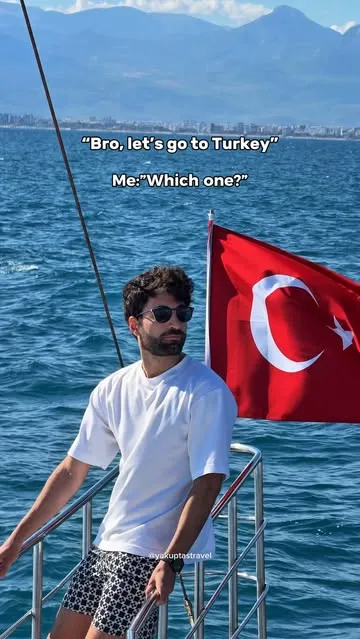 “Bro, let’s go to Turkey”
Me:”Which one?”
@yakuptastravel